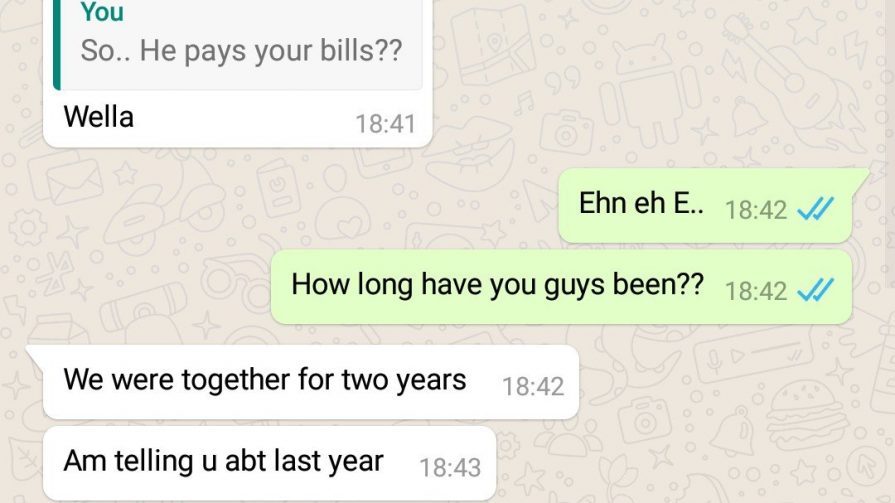 You
So.. He pays your bills??
Wella
18:41
Ehn eh E.. 18:42
How long have you guys been?? 18:42
We were together for two years 18:42
Am telling u abt last year 18:43